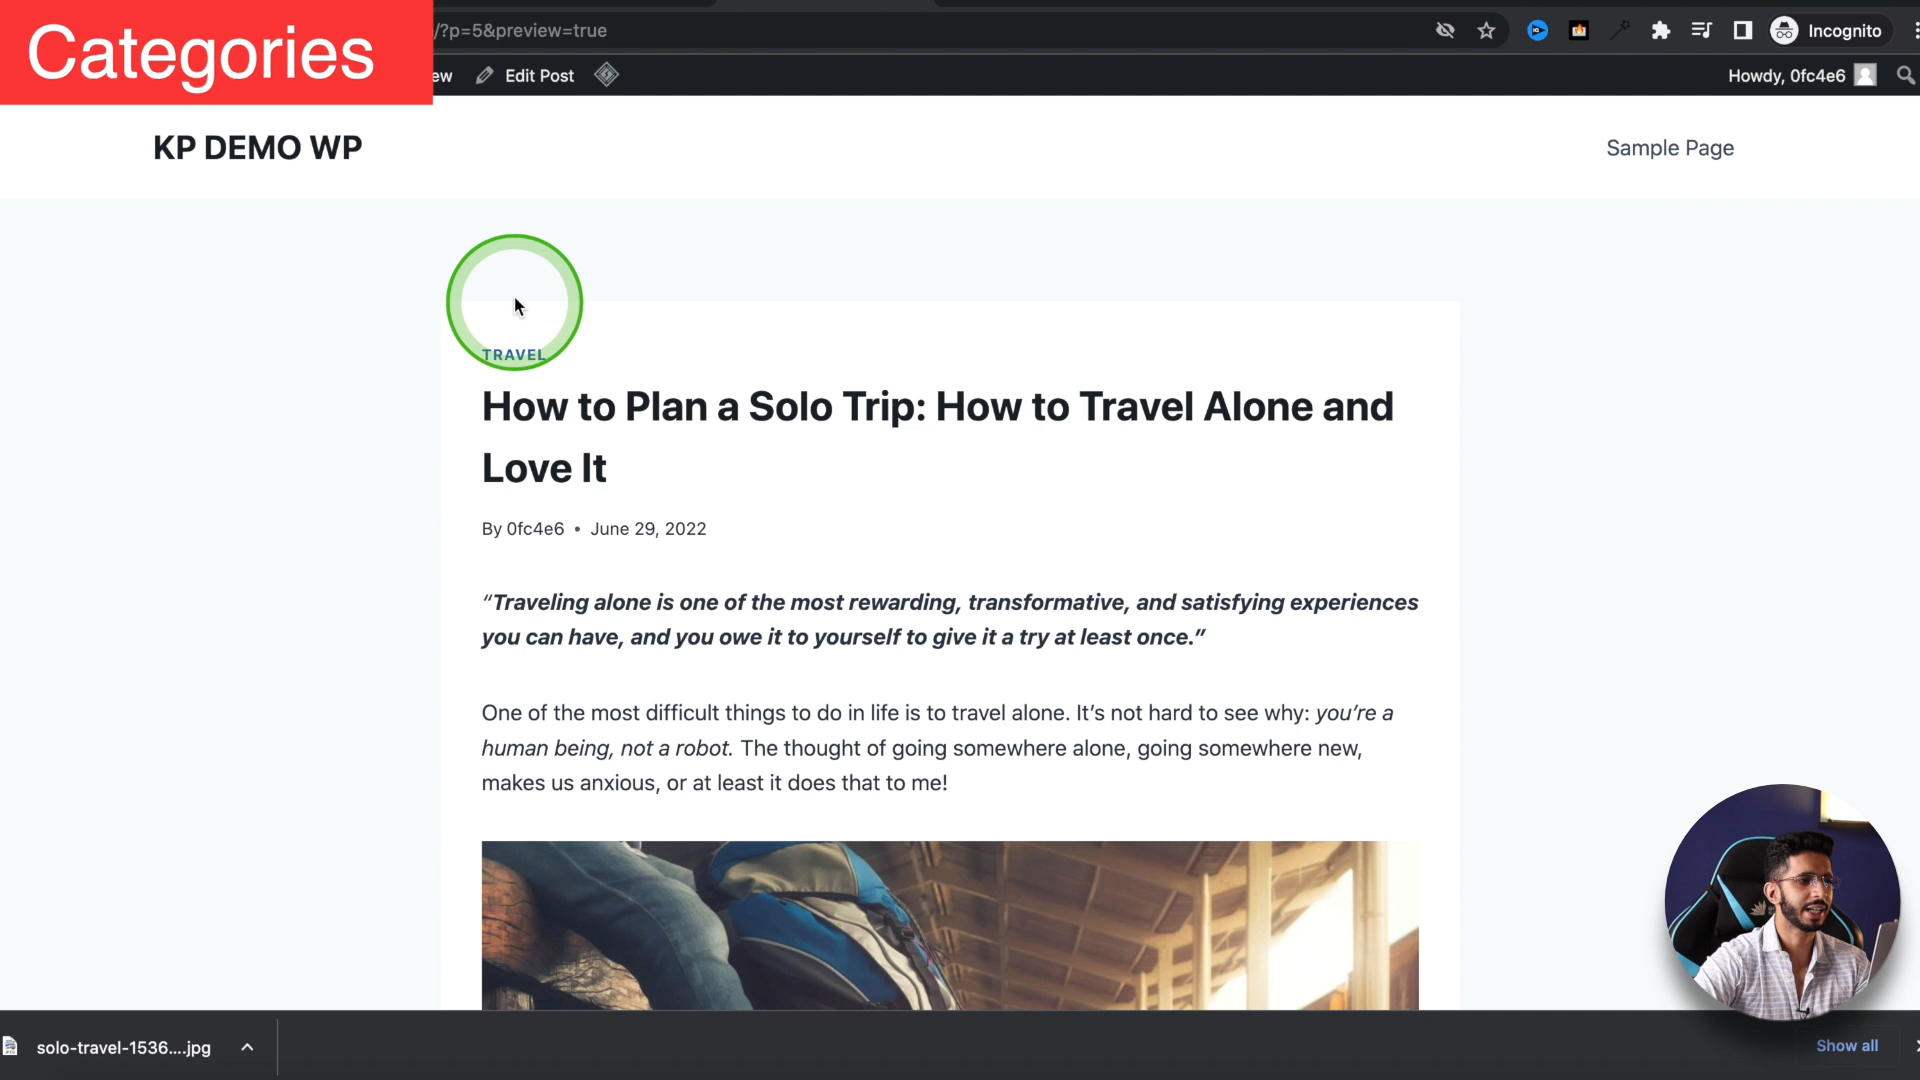 Categories
/?p=5&preview=true
Incognito
ew
Edit Post
Howdy, 0fc4e6
KP DEMO WP
Sample Page
TRAVEL
How to Plan a Solo Trip: How to Travel Alone and
Love It
By 0fc4e6 • June 29, 2022
“Traveling alone is one of the most rewarding, transformative, and satisfying experiences
you can have, and you owe it to yourself to give it a try at least once.”
One of the most difficult things to do in life is to travel alone. It’s not hard to see why: you’re a
human being, not a robot. The thought of going somewhere alone, going somewhere new,
makes us anxious, or at least it does that to me!
solo-travel-1536....jpg
Show all